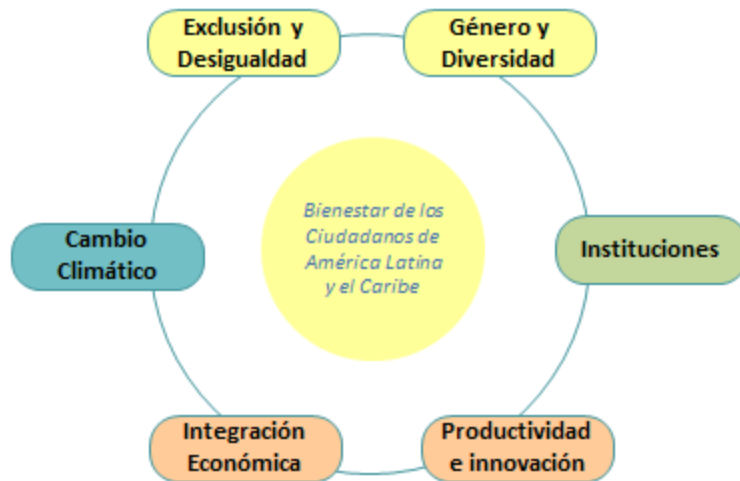 Exclusión y
Desigualdad
Género y
Diversidad
Bienestar de los
Ciudadanos de
América Latina
y el Caribe
Cambio
Climático
Instituciones
Integración
Económica
Productividad
e innovación